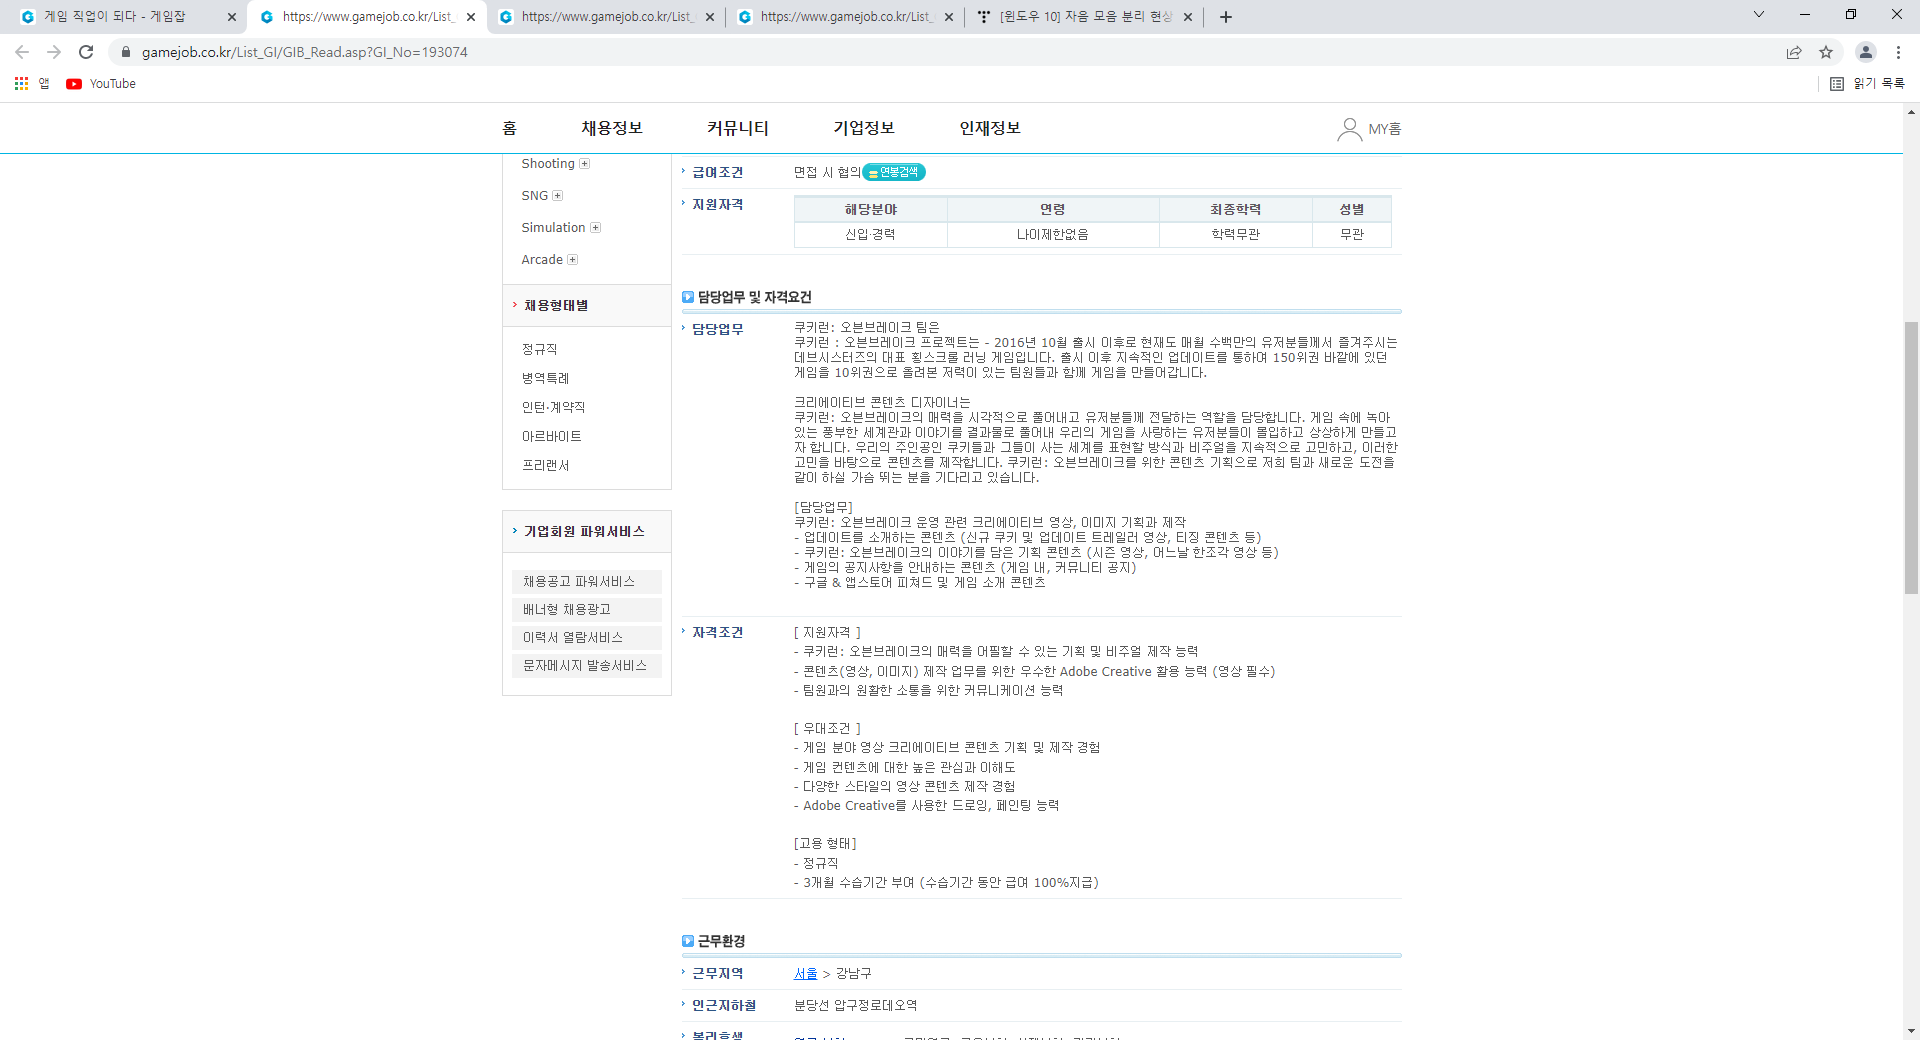 게임 직업이 되다 - 게임잡
https://www.gamejob.co.kr/List_
https://www.gamejob.co.kr/List_
https://www.gamejob.co.kr/List_
[윈도우 10] 자음 모음 분리 현상
gamejob.co.kr/List_GI/GIB_Read.asp?GI_No=193074
앱
YouTube
읽기 목록
홈
채용정보
커뮤니티
기업정보
인재정보
MY홈
Shooting
SNG
Simulation
Arcade
채용형태별
정규직
병역특례
인턴·계약직
아르바이트
프리랜서
기업회원 파워서비스
채용공고 파워서비스
배너형 채용광고
이력서 열람서비스
문자메시지 발송서비스
급여조건
면접 시 협의 연봉검색
지원자격
해당분야 연령 최종학력 성별
신입·경력 나이제한없음 학력무관 무관
담당업무 및 자격요건
담당업무
쿠키런: 오븐브레이크 팀은
쿠키런 : 오븐브레이크 프로젝트는 - 2016년 10월 출시 이후로 현재도 매월 수백만의 유저분들께서 즐겨주시는
데브시스터즈의 대표 횡스크롤 러닝 게임입니다. 출시 이후 지속적인 업데이트를 통하여 150위권 바깥에 있던
게임을 10위권으로 올려본 저력이 있는 팀원들과 함께 게임을 만들어갑니다.
크리에이티브 콘텐츠 디자이너는
쿠키런: 오븐브레이크의 매력을 시각적으로 풀어내고 유저분들께 전달하는 역할을 담당합니다. 게임 속에 녹아
있는 풍부한 세계관과 이야기를 결과물로 풀어내 우리의 게임을 사랑하는 유저분들이 몰입하고 상상하게 만들고
자 합니다. 우리의 주인공인 쿠키들과 그들이 사는 세계를 표현할 방식과 비주얼을 지속적으로 고민하고, 이러한
고민을 바탕으로 콘텐츠를 제작합니다. 쿠키런: 오븐브레이크를 위한 콘텐츠 기획으로 저희 팀과 새로운 도전을
같이 하실 가슴 뛰는 분을 기다리고 있습니다.
[담당업무]
쿠키런: 오븐브레이크 운영 관련 크리에이티브 영상, 이미지 기획과 제작
- 업데이트를 소개하는 콘텐츠 (신규 쿠키 및 업데이트 트레일러 영상, 티징 콘텐츠 등)
- 쿠키런: 오븐브레이크의 이야기를 담은 기획 콘텐츠 (시즌 영상, 어느날 한조각 영상 등)
- 게임의 공지사항을 안내하는 콘텐츠 (게임 내, 커뮤니티 공지)
- 구글 & 앱스토어 피쳐드 및 게임 소개 콘텐츠
자격조건
[ 지원자격 ]
- 쿠키런: 오븐브레이크의 매력을 어필할 수 있는 기획 및 비주얼 제작 능력
- 콘텐츠(영상, 이미지) 제작 업무를 위한 우수한 Adobe Creative 활용 능력 (영상 필수)
- 팀원과의 원활한 소통을 위한 커뮤니케이션 능력
[ 우대조건 ]
- 게임 분야 영상 크리에이티브 콘텐츠 기획 및 제작 경험
- 게임 컨텐츠에 대한 높은 관심과 이해도
- 다양한 스타일의 영상 콘텐츠 제작 경험
- Adobe Creative를 사용한 드로잉, 페인팅 능력
[고용 형태]
- 정규직
- 3개월 수습기간 부여 (수습기간 동안 급여 100%지급)
근무환경
근무지역
서울 > 강남구
인근지하철
분당선 압구정로데오역
복리후생